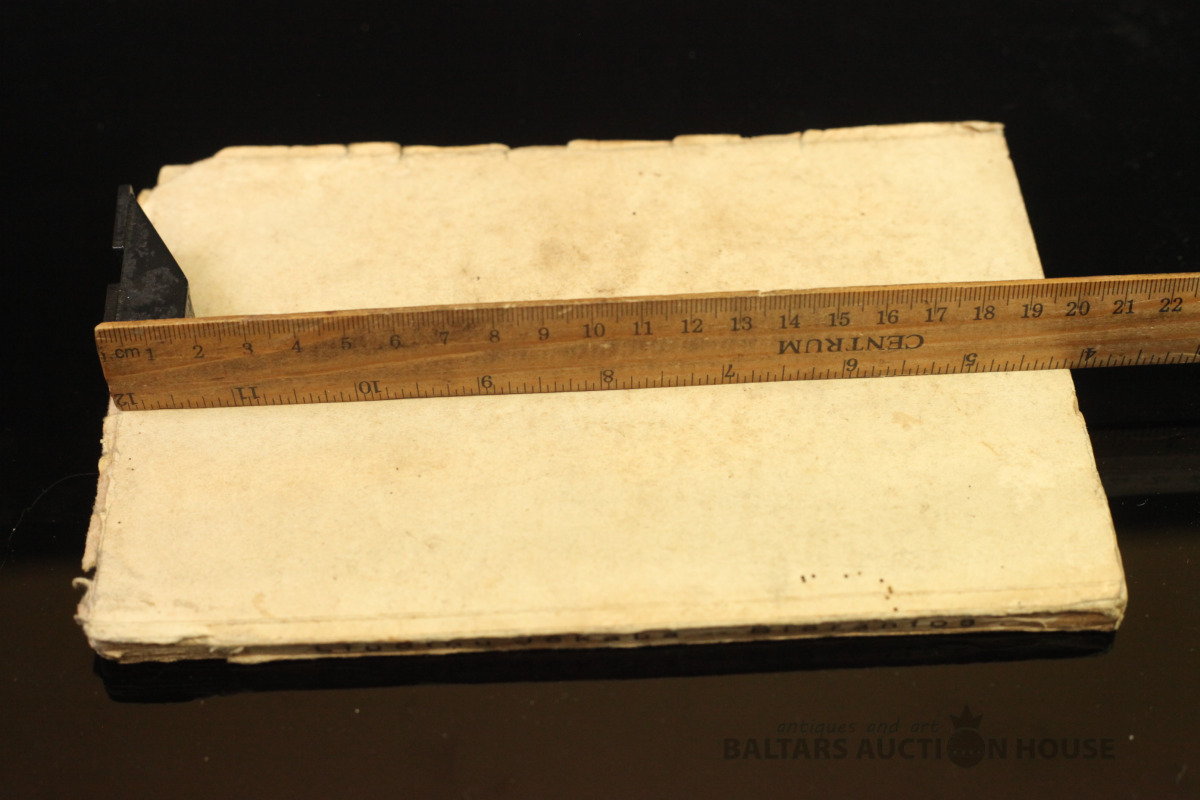 cm 1 2 3 4 5 6 7 8 9 10 11 12 13 14 15 16 17 18 19 20 21 22
CENTRUM
12 11 10 9 8 7 6 5 4
antiques and art
BALTARS AUCTION HOUSE